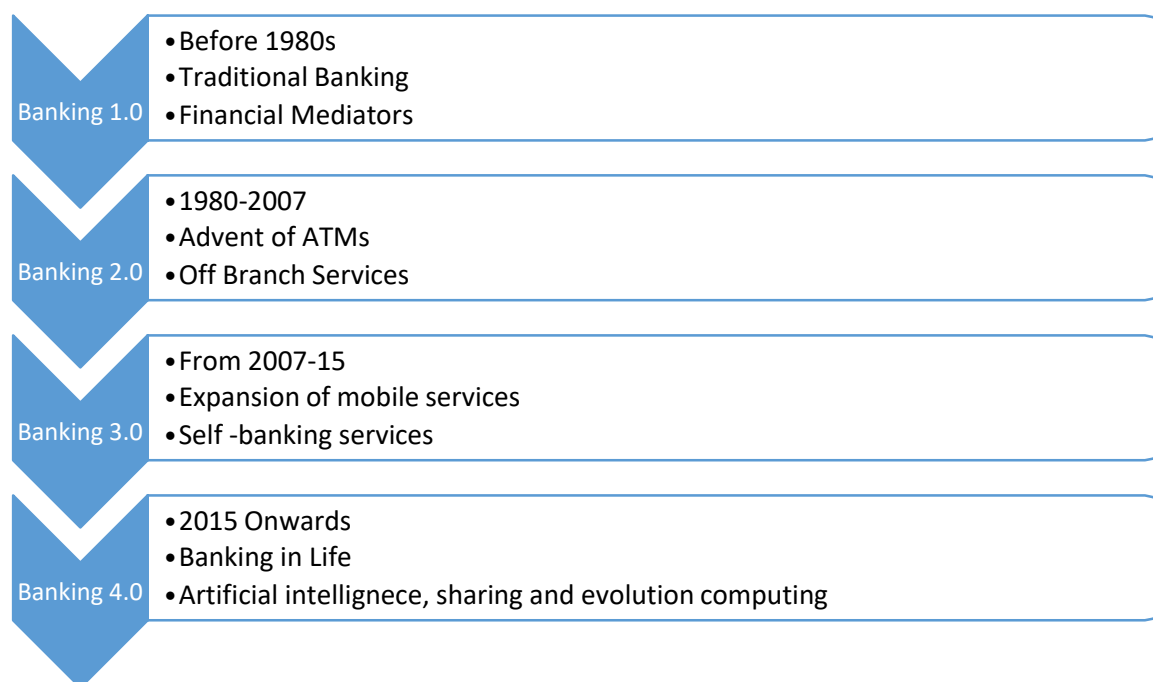 Banking 1.0
•Before 1980s
•Traditional Banking
•Financial Mediators
Banking 2.0
•1980-2007
•Advent of ATMs
•Off Branch Services
Banking 3.0
•From 2007-15
•Expansion of mobile services
•Self -banking services
Banking 4.0
•2015 Onwards
•Banking in Life
•Artificial intellignece, sharing and evolution computing